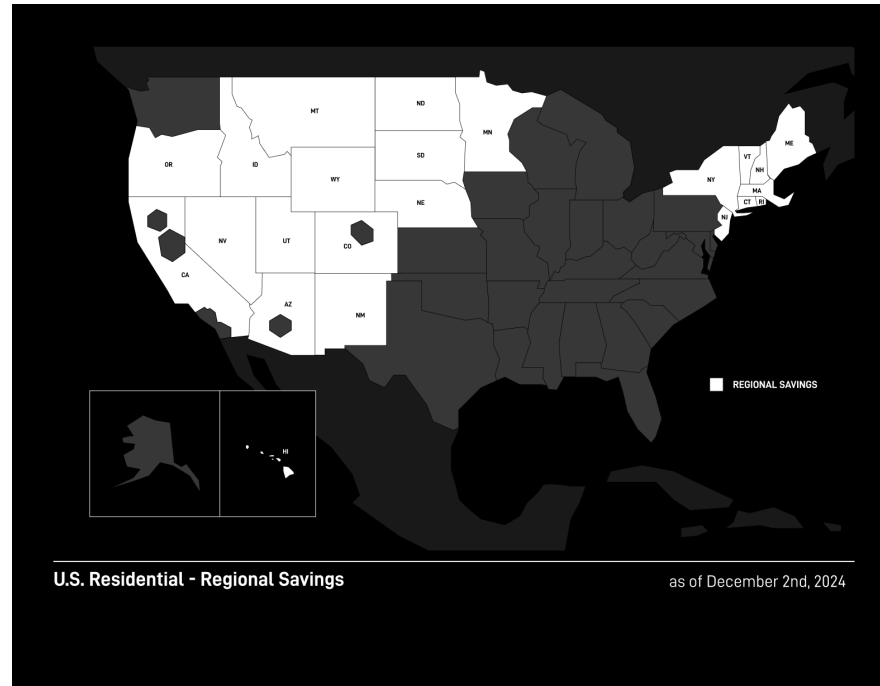 MT
ND
MN
ME
OR
ID
SD
VT
NH
WY
NY
MA
NE
CT
RI
NJ
NV
UT
CO
CA
AZ
NM
REGIONAL SAVINGS
HI
U.S. Residential - Regional Savings
as of December 2nd, 2024